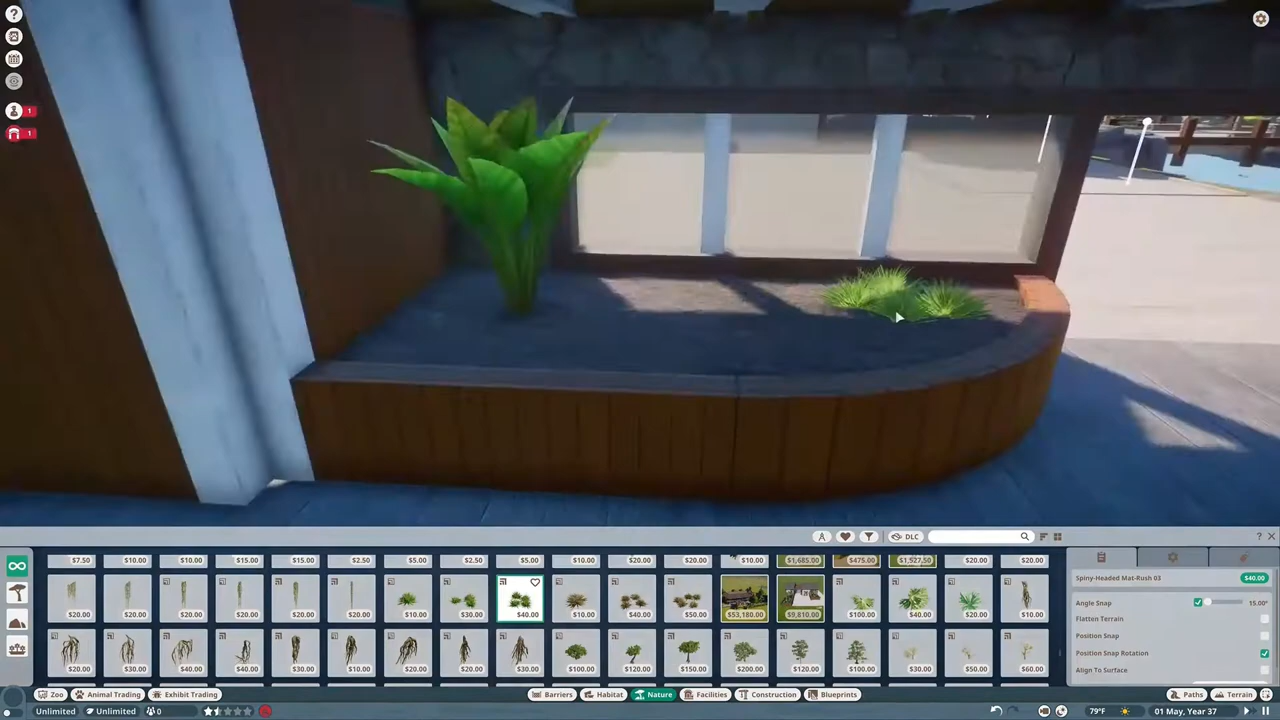 1
1
DLC
$7.50 $10.00 $10.00 $15.00 $15.00 $2.50 $5.00 $2.50 $5.00 $10.00 $20.00 $20.00 $10.00 $1,685.00 $475.00 $1,527.50 $20.00 $20.00
$20.00 $20.00 $20.00 $20.00 $20.00 $20.00 $10.00 $30.00 $40.00 $10.00 $40.00 $50.00 $53,180.00 $9,810.00 $100.00 $40.00 $20.00 $10.00
$20.00 $30.00 $40.00 $20.00 $30.00 $10.00 $20.00 $20.00 $30.00 $100.00 $120.00 $150.00 $200.00 $120.00 $100.00 $30.00 $50.00 $60.00
Spiny-Headed Mat-Rush 03 $40.00
Angle Snap 15.00°
Flatten Terrain
Position Snap
Position Snap Rotation
Align To Surface
Zoo Animal Trading Exhibit Trading Barriers Habitat Nature Facilities Construction Blueprints Paths Terrain
Unlimited Unlimited 0 79°F 01 May, Year 37